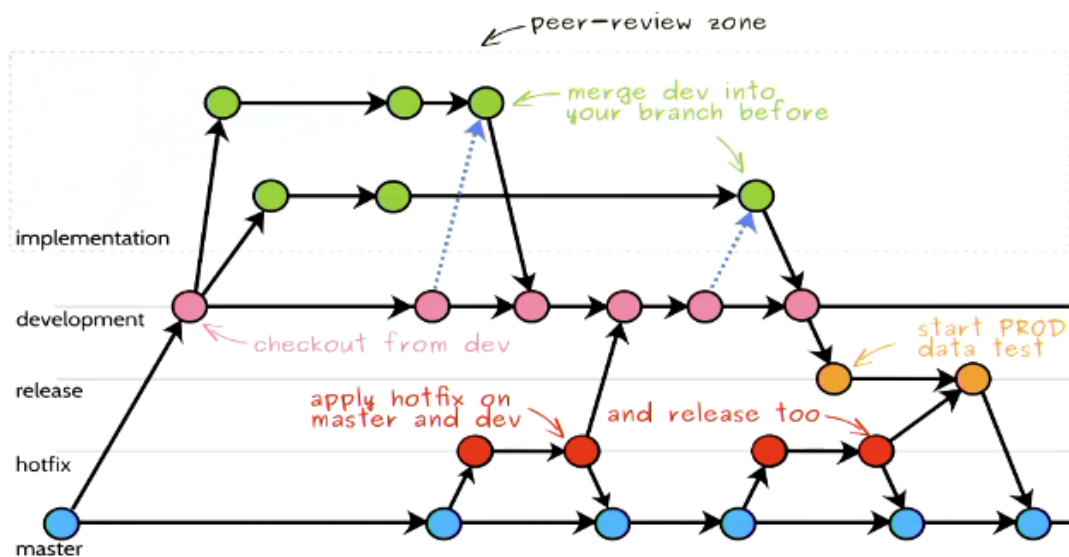 peer-review zone
merge dev into
your branch before
implementation
development
checkout from dev
start PROD
data test
release
apply hotfix on
master and dev
and release too
hotfix
master